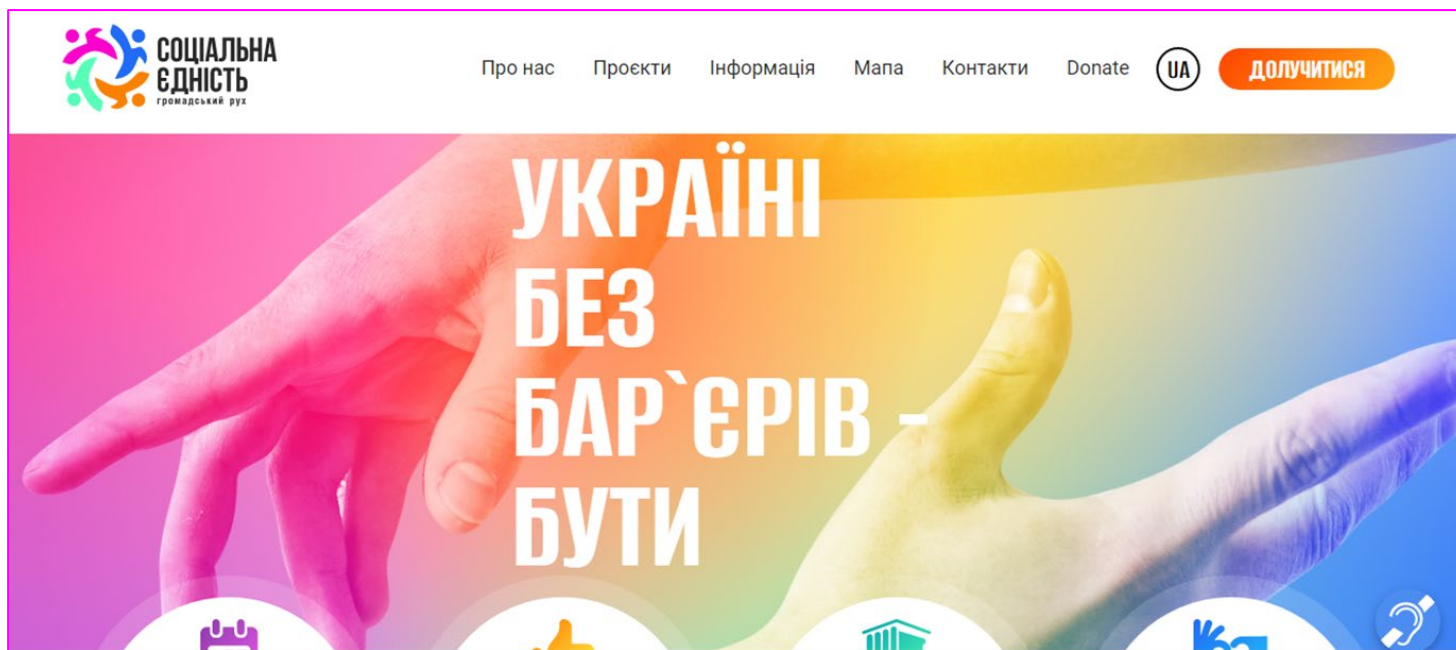 СОЦІАЛЬНА
ЄДНІСТЬ
громадський рух
Про нас Проєкти Інформація Мапа Контакти Donate UA ДОЛУЧИТИСЯ
УКРАЇНІ
БЕЗ
БАР`ЄРІВ -
БУТИ